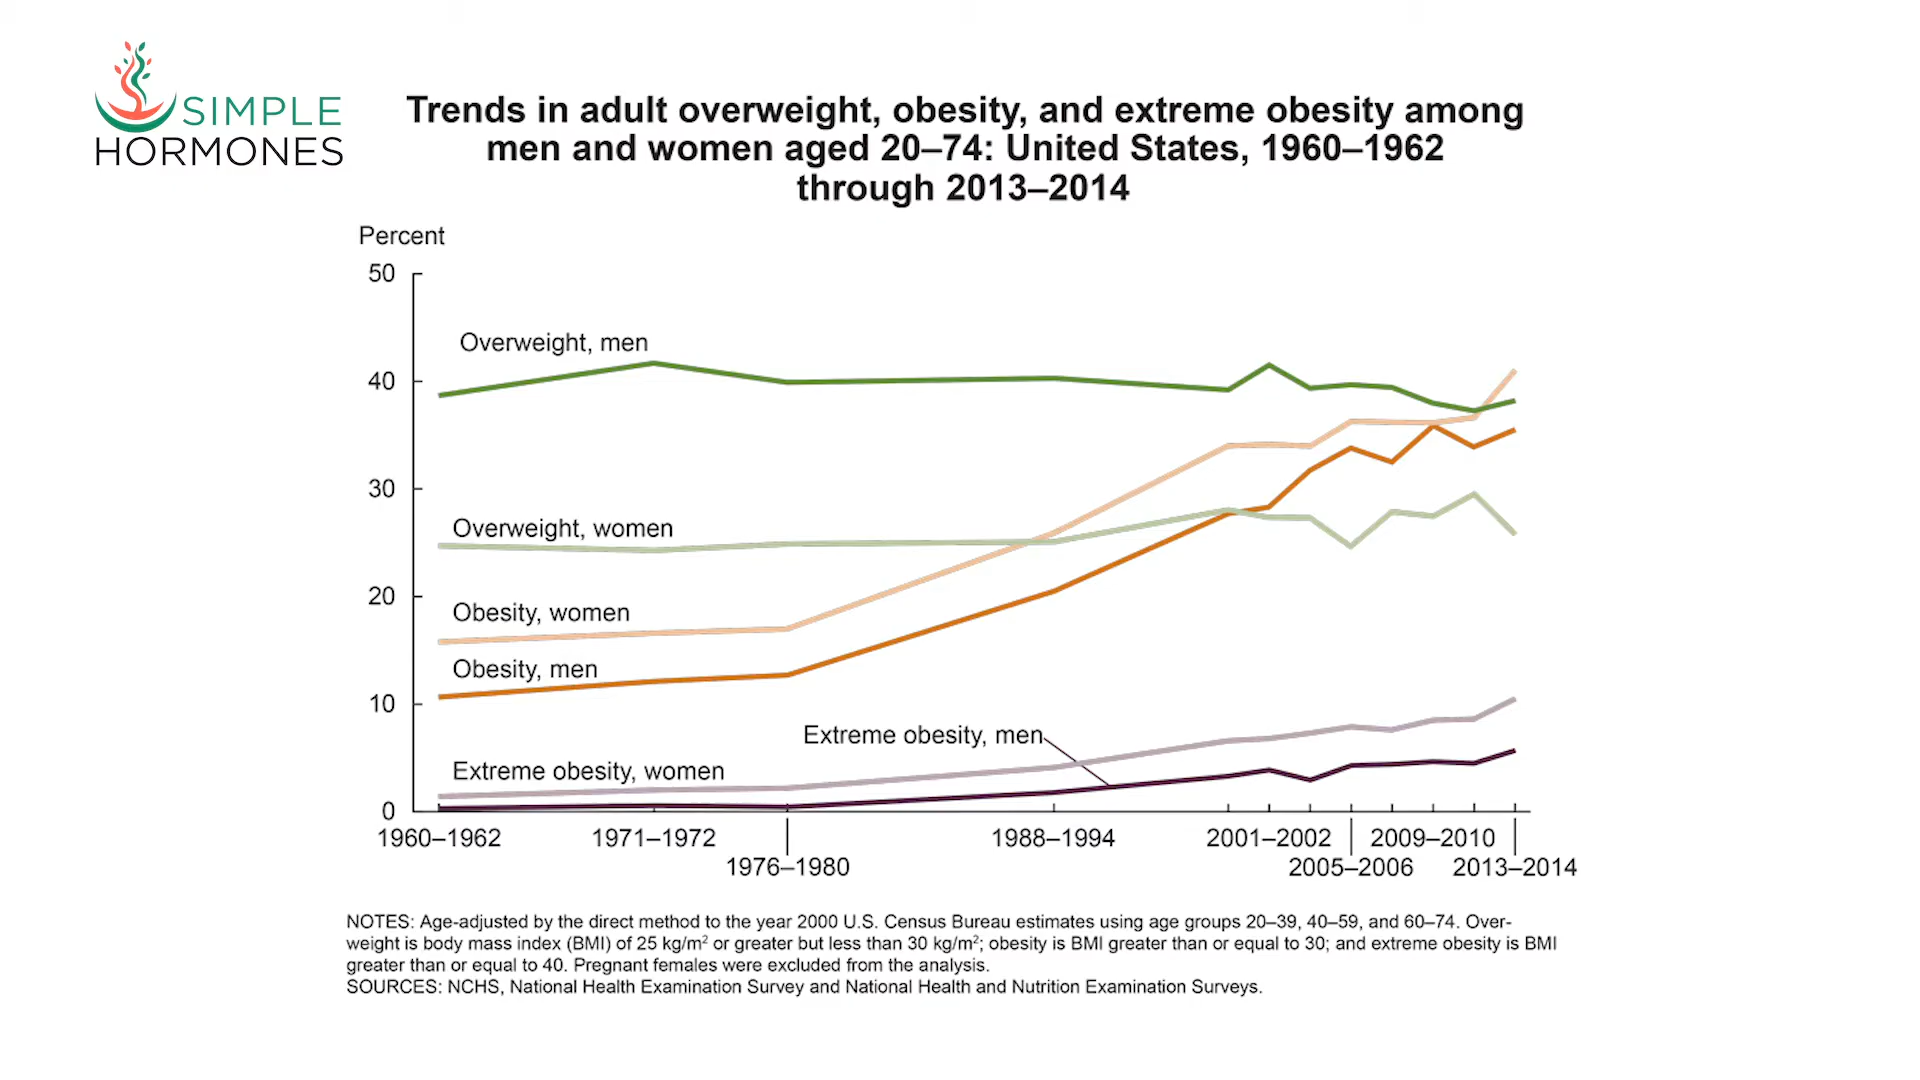 SIMPLE
HORMONES
Trends in adult overweight, obesity, and extreme obesity among
men and women aged 20–74: United States, 1960–1962
through 2013–2014
Percent
50
40
30
20
10
0
Overweight, men
Overweight, women
Obesity, women
Obesity, men
Extreme obesity, men
Extreme obesity, women
1960–1962
1971–1972
1976–1980
1988–1994
2001–2002
2005–2006
2009–2010
2013–2014
NOTES: Age-adjusted by the direct method to the year 2000 U.S. Census Bureau estimates using age groups 20–39, 40–59, and 60–74. Over-
weight is body mass index (BMI) of 25 kg/m² or greater but less than 30 kg/m²; obesity is BMI greater than or equal to 30; and extreme obesity is BMI
greater than or equal to 40. Pregnant females were excluded from the analysis.
SOURCES: NCHS, National Health Examination Survey and National Health and Nutrition Examination Surveys.